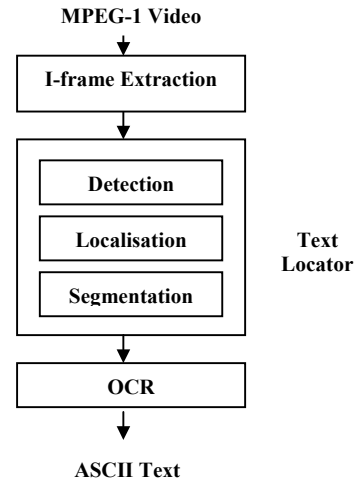 MPEG-1 Video
I-frame Extraction
Detection
Localisation
Segmentation
Text
Locator
OCR
ASCII Text